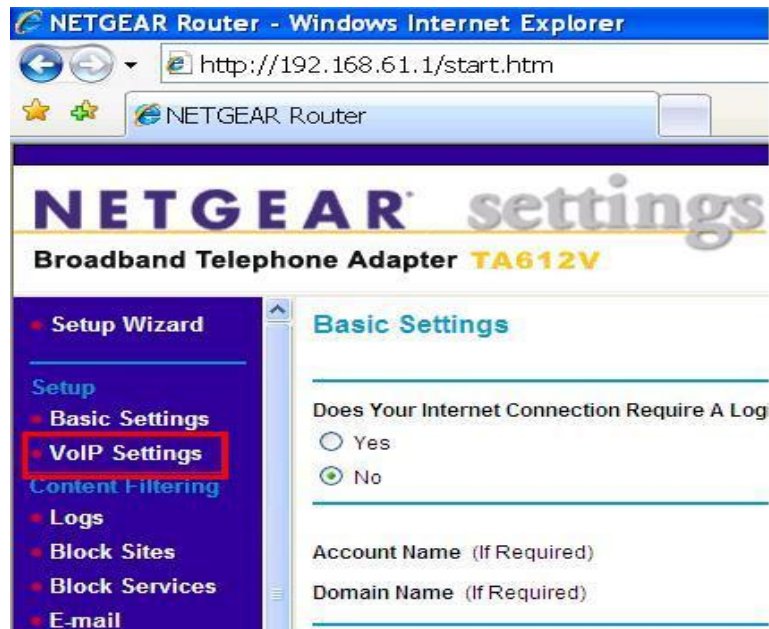 NETGEAR Router - Windows Internet Explorer
http://192.168.61.1/start.htm
NETGEAR Router
NETGEAR settings
Broadband Telephone Adapter TA612V
Setup Wizard
Setup
Basic Settings
VoIP Settings
Content Filtering
Logs
Block Sites
Block Services
E-mail
Basic Settings
Does Your Internet Connection Require A Logi
Yes
No
Account Name (If Required)
Domain Name (If Required)